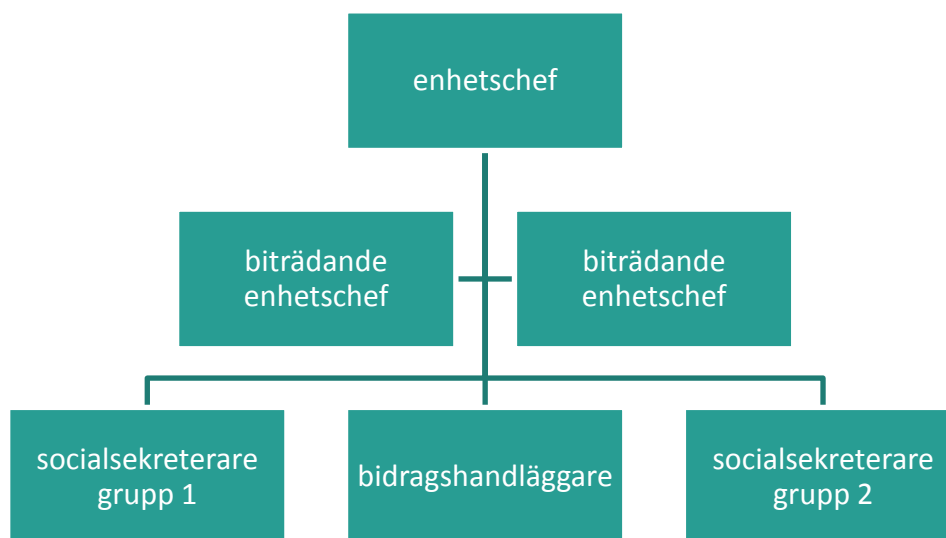 enhetschef
biträdande
enhetschef
biträdande
enhetschef
socialsekreterare
grupp 1
bidragshandläggare
socialsekreterare
grupp 2